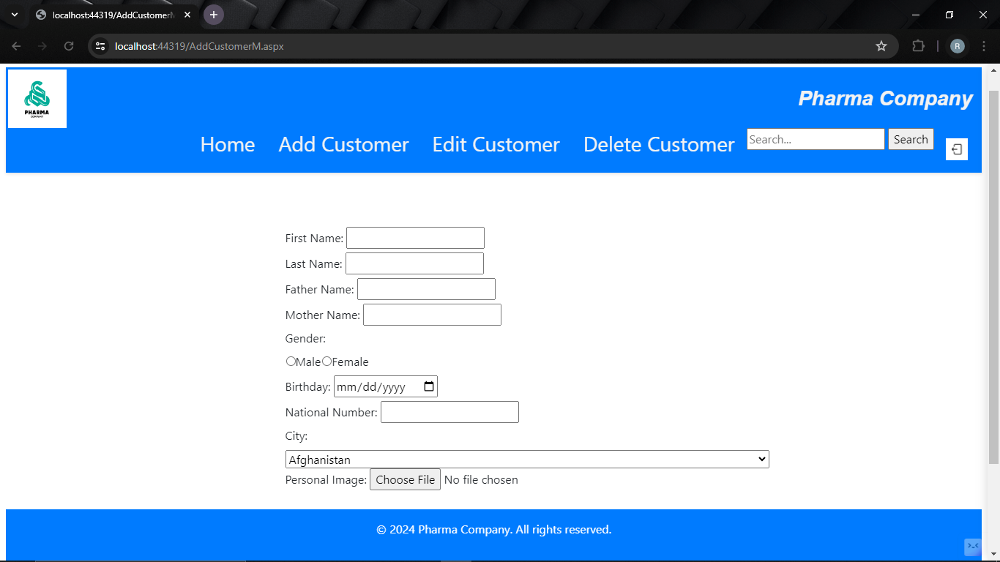 localhost:44319/AddCustomerM
localhost:44319/AddCustomerM.aspx
R
PHARMA
COMPANY
Pharma Company
Home Add Customer Edit Customer Delete Customer Search... Search
First Name:
Last Name:
Father Name:
Mother Name:
Gender:
Male Female
Birthday: mm/dd/yyyy
National Number:
City:
Afghanistan
Personal Image: Choose File No file chosen
© 2024 Pharma Company. All rights reserved.